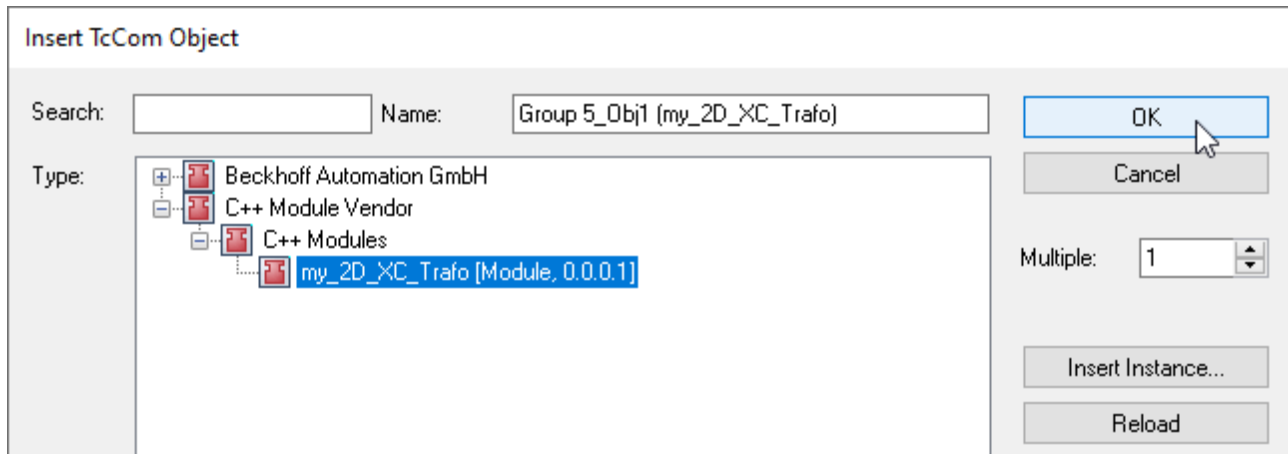 Insert TcCom Object
Search:
Name:
Group 5_Obj1 (my_2D_XC_Trafo)
OK
Type:
Beckhoff Automation GmbH
Cancel
C++ Module Vendor
C++ Modules
Multiple:
1
my_2D_XC_Trafo [Module, 0.0.0.1]
Insert Instance...
Reload